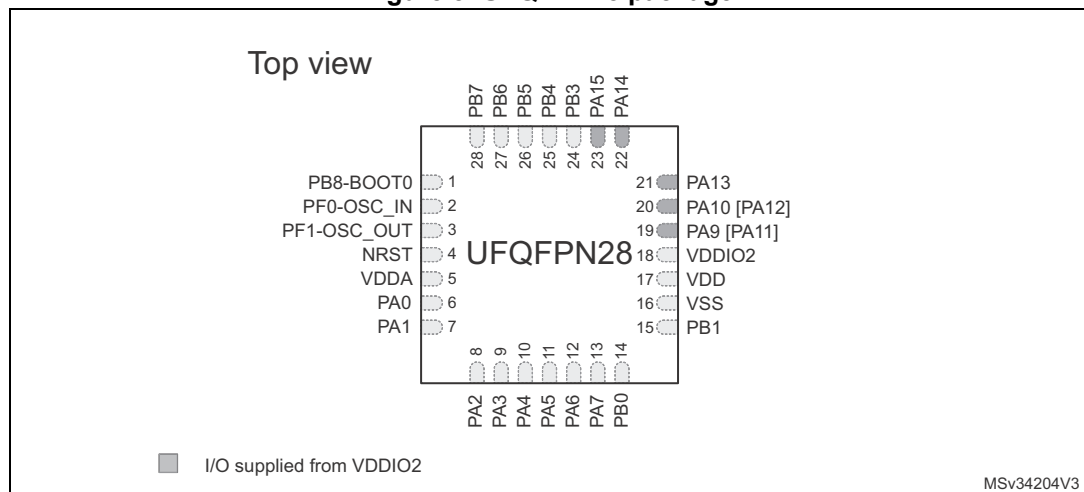 Top view
PB7
PB6
PB5
PB4
PB3
PA15
PA14
28
27
26
25
24
23
22
PB8-BOOT0 1
PF0-OSC_IN 2
PF1-OSC_OUT 3
NRST 4
VDDA 5
PA0 6
PA1 7
UFQFPN28
21 PA13
20 PA10 [PA12]
19 PA9 [PA11]
18 VDDIO2
17 VDD
16 VSS
15 PB1
8
9
10
11
12
13
14
PA2
PA3
PA4
PA5
PA6
PA7
PB0
I/O supplied from VDDIO2
MSv34204V3